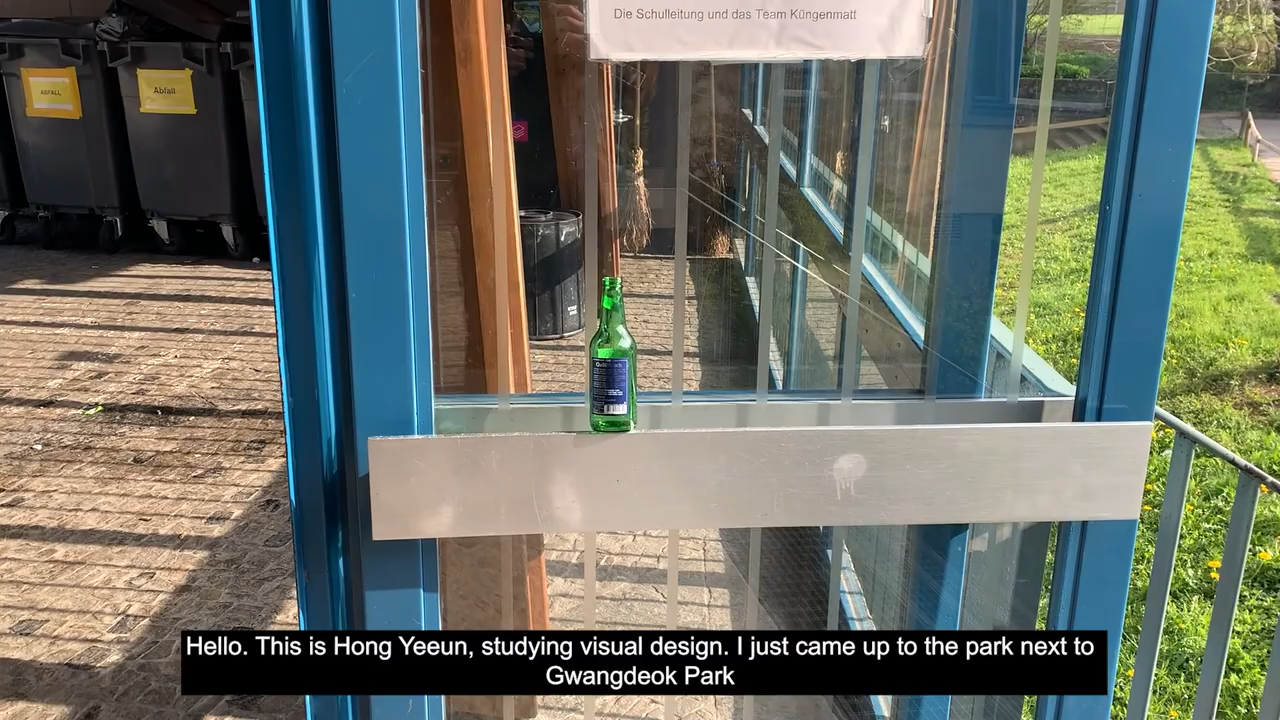 Die Schulleitung und das Team Küngenmatt
ABFALL
Abfall
Hello. This is Hong Yeeun, studying visual design. I just came up to the park next to
Gwangdeok Park